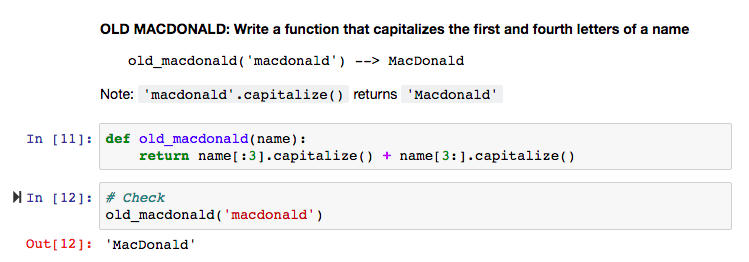 OLD MACDONALD: Write a function that capitalizes the first and fourth letters of a name
old_macdonald('macdonald') --> MacDonald
Note: 'macdonald'.capitalize() returns 'Macdonald'
In [11]: def old_macdonald(name):
    return name[:3].capitalize() + name[3:].capitalize()
In [12]: # Check
old_macdonald('macdonald')
Out[12]: 'MacDonald'